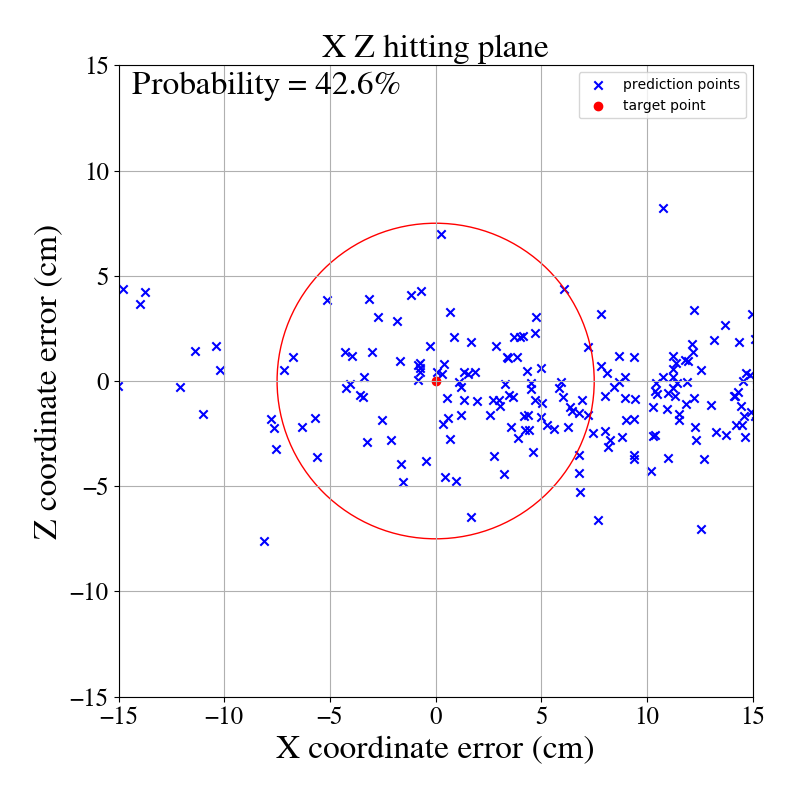 X Z hitting plane
Probability = 42.6%
prediction points
target point
Z coordinate error (cm)
15
10
5
0
−5
−10
−15
−15 −10 −5 0 5 10 15
X coordinate error (cm)